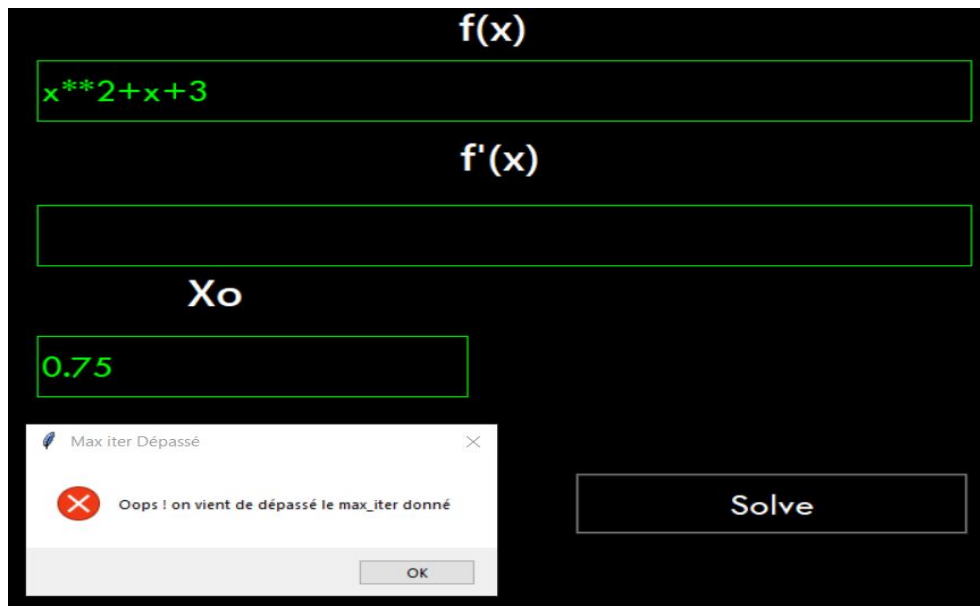 f(x)
x**2+x+3
f'(x)
Xo
0.75
Max iter Dépassé
Oops ! on vient de dépassé le max_iter donné
OK
Solve